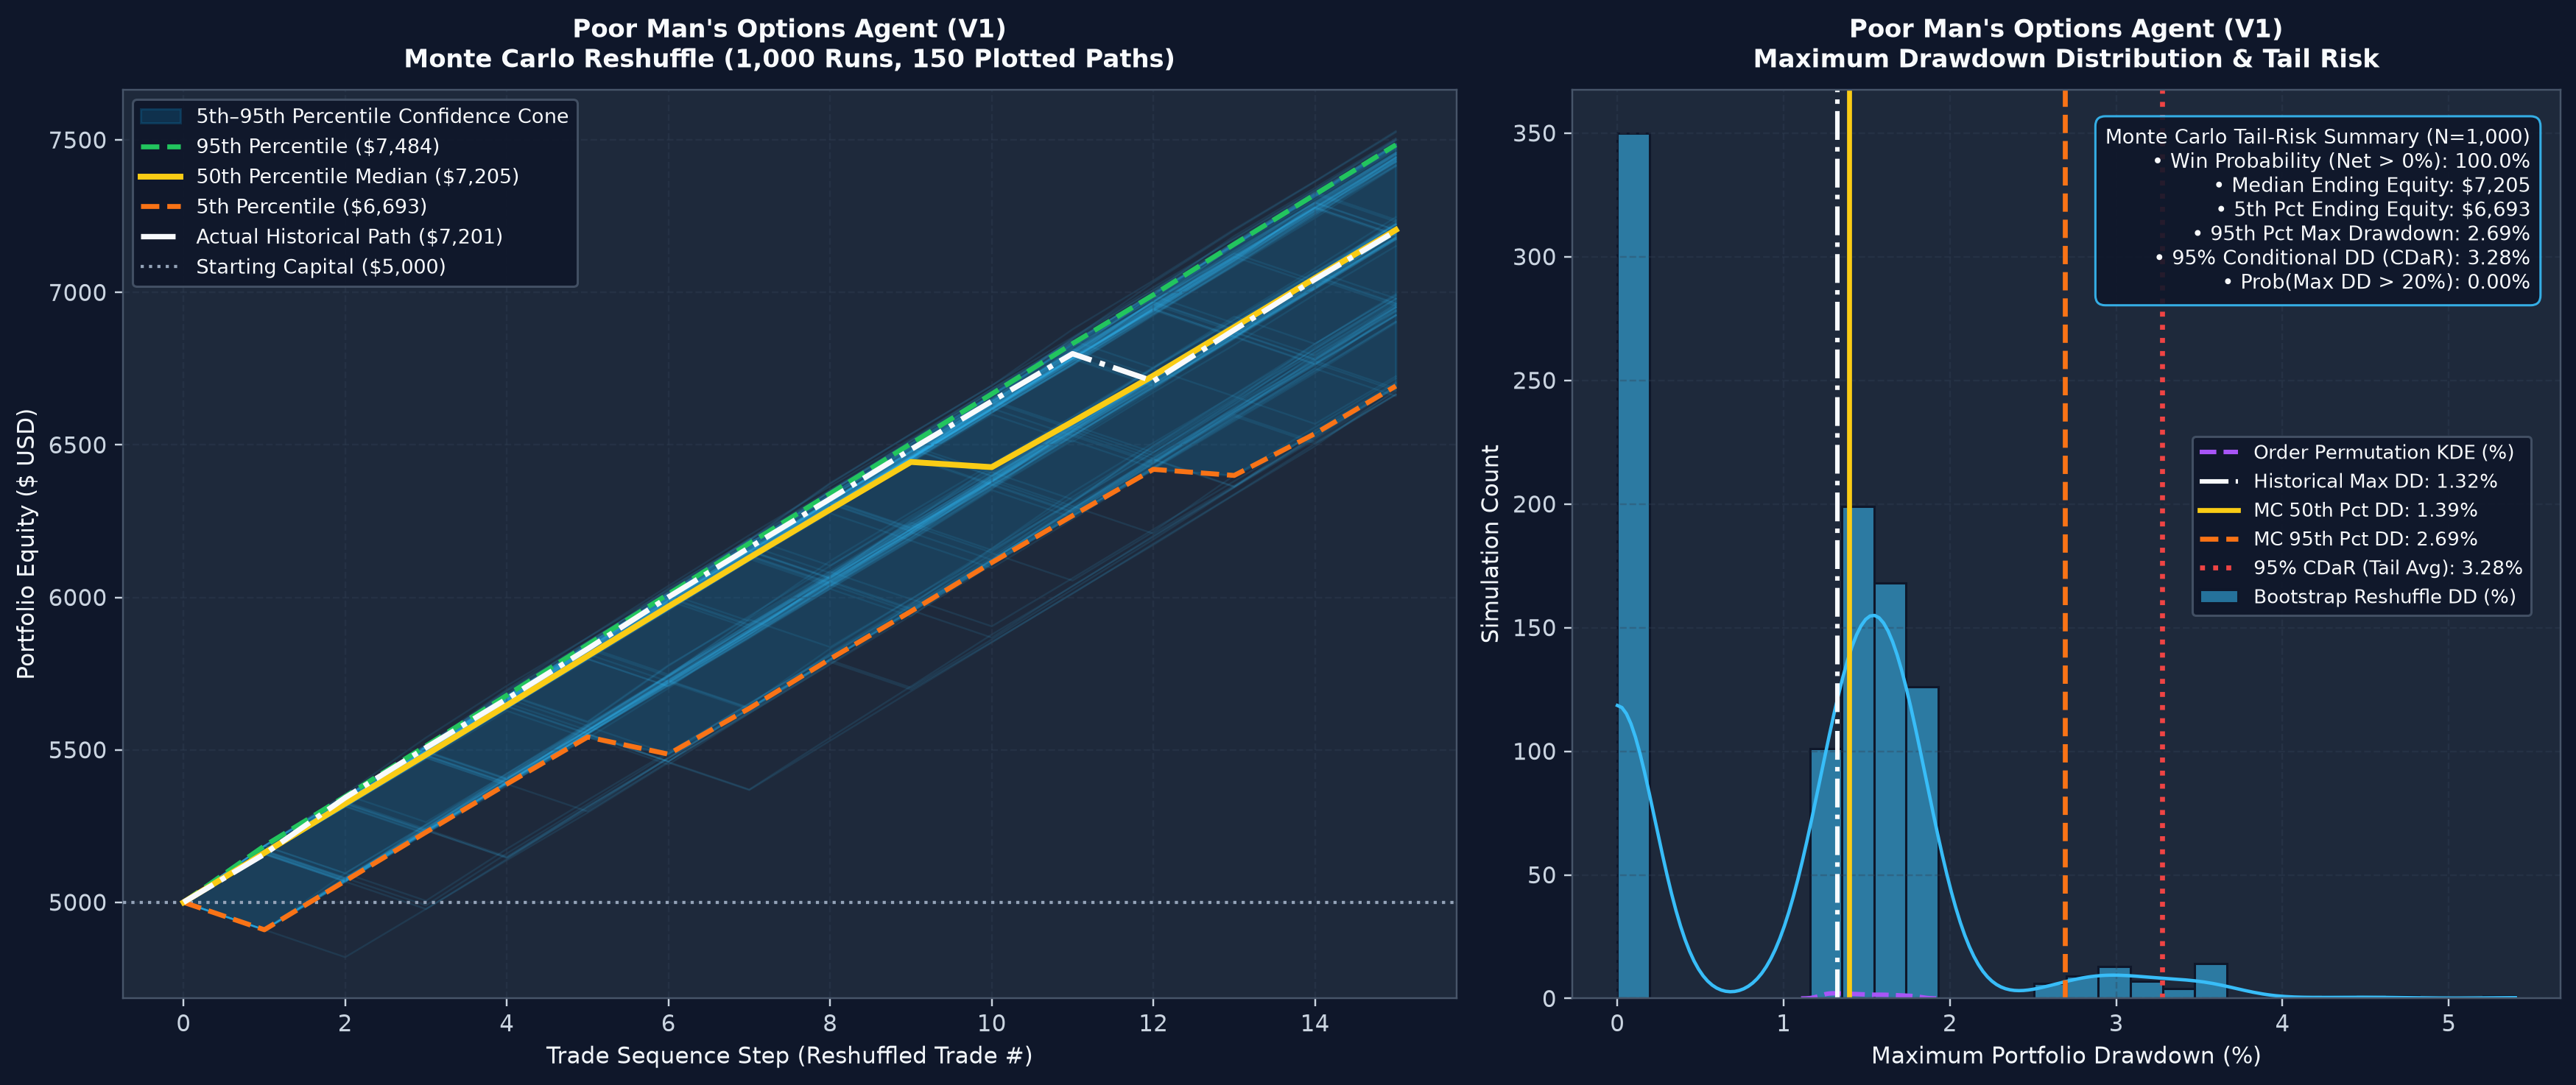 Poor Man's Options Agent (V1)
Monte Carlo Reshuffle (1,000 Runs, 150 Plotted Paths)
5th–95th Percentile Confidence Cone
95th Percentile ($7,484)
50th Percentile Median ($7,205)
5th Percentile ($6,693)
Actual Historical Path ($7,201)
Starting Capital ($5,000)
Portfolio Equity ($ USD)
7500
7000
6500
6000
5500
5000
0 2 4 6 8 10 12 14
Trade Sequence Step (Reshuffled Trade #)
Poor Man's Options Agent (V1)
Maximum Drawdown Distribution & Tail Risk
Monte Carlo Tail-Risk Summary (N=1,000)
• Win Probability (Net > 0%): 100.0%
• Median Ending Equity: $7,205
• 5th Pct Ending Equity: $6,693
• 95th Pct Max Drawdown: 2.69%
• 95% Conditional DD (CDaR): 3.28%
• Prob(Max DD > 20%): 0.00%
Order Permutation KDE (%)
Historical Max DD: 1.32%
MC 50th Pct DD: 1.39%
MC 95th Pct DD: 2.69%
95% CDaR (Tail Avg): 3.28%
Bootstrap Reshuffle DD (%)
Simulation Count
350
300
250
200
150
100
50
0
0 1 2 3 4 5
Maximum Portfolio Drawdown (%)